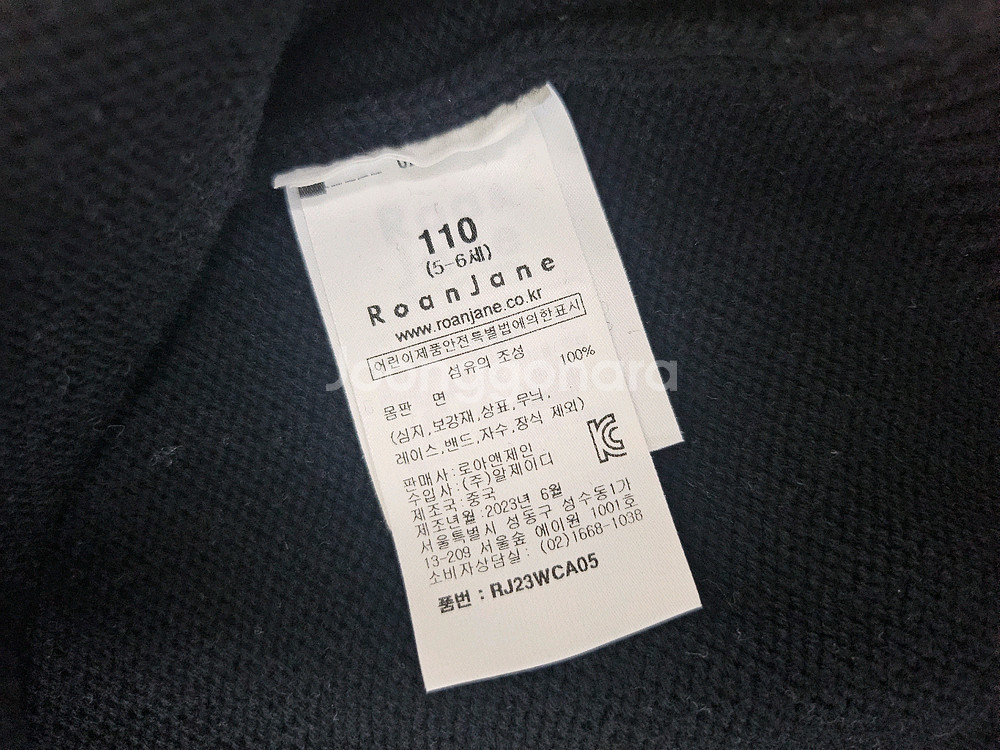 110
(5-6세)
RoanJane
www.roanjane.co.kr
어린이제품안전특별법에의한표시
섬유의 조성
몸판 면 100%
(심지,보강재,상표,무늬,
레이스,밴드,자수,장식 제외)
판매사:로아앤제인
수입사:(주)알제이디
제조국:중국
제조년월:2023년 6월
서울특별시 성동구 성수동1가
13-209 서울숲 에이원 1001호
소비자상담실: (02)1668-1038
품번 : RJ23WCA05
joonggonara